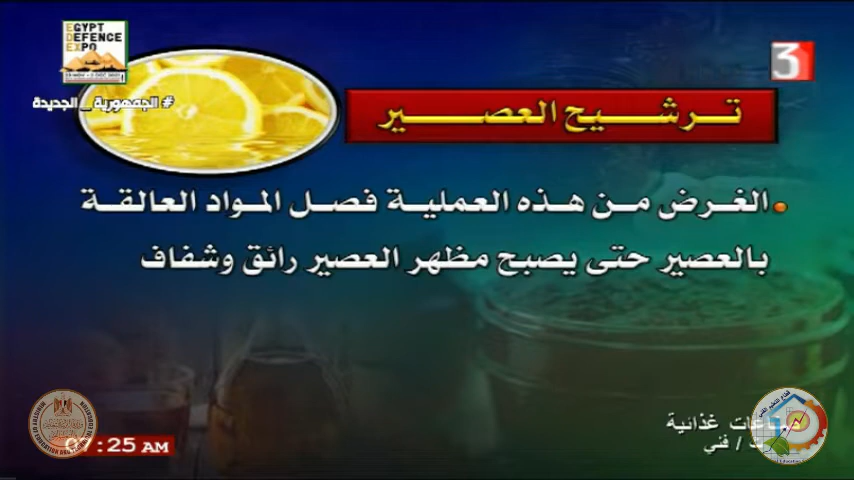 EGYPT
DEFENCE
EXPO
#الجمهورية_الجديدة
3
ترشيح العصير
الغرض من هذه العملية فصل المواد العالقة
بالعصير حتى يصبح مظهر العصير رائق وشفاف
غذائية
/ فني
:25 AM